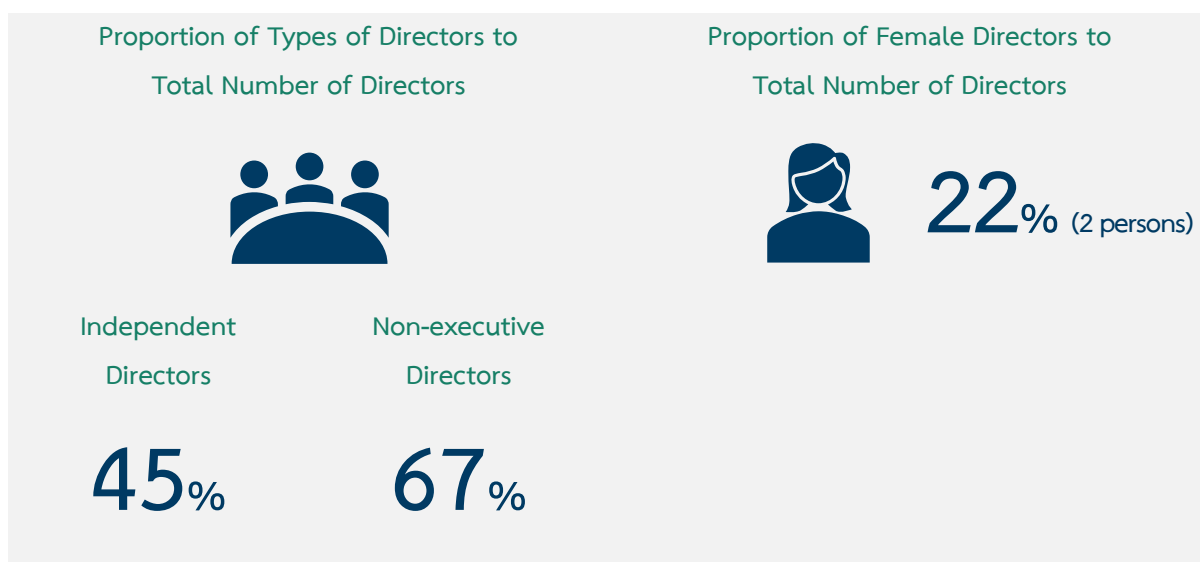 Proportion of Types of Directors to
Total Number of Directors
Independent
Directors
45%
Non-executive
Directors
67%
Proportion of Female Directors to
Total Number of Directors
22% (2 persons)